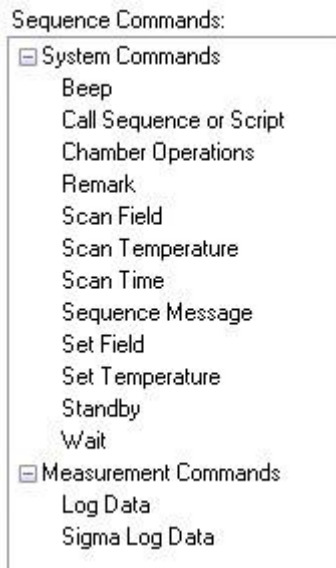 Sequence Commands:
System Commands
Beep
Call Sequence or Script
Chamber Operations
Remark
Scan Field
Scan Temperature
Scan Time
Sequence Message
Set Field
Set Temperature
Standby
Wait
Measurement Commands
Log Data
Sigma Log Data